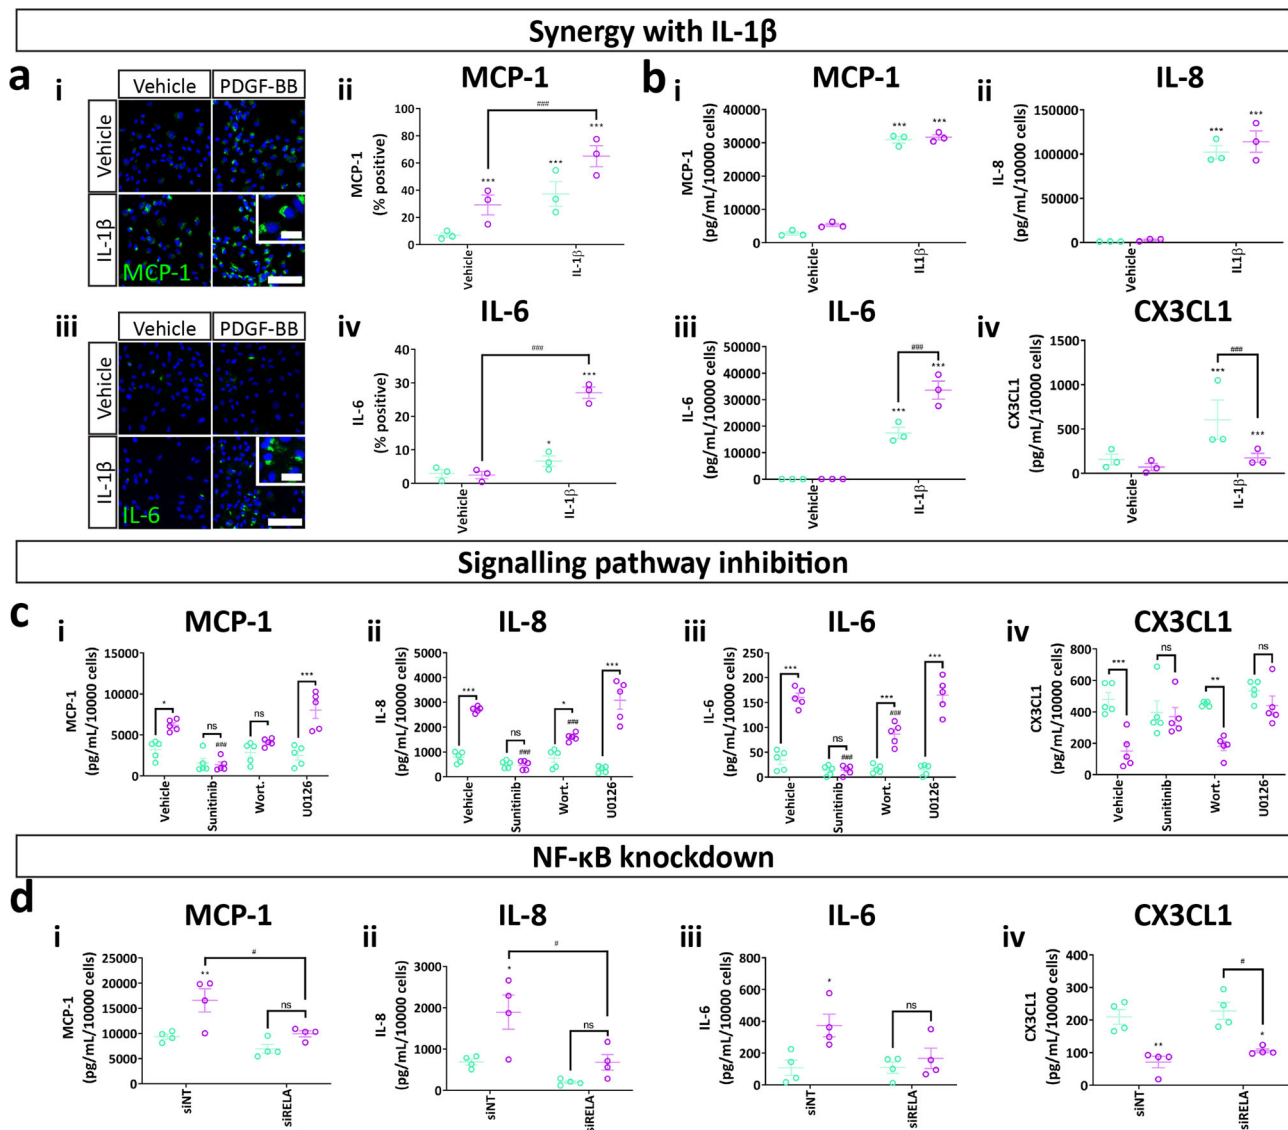 Synergy with IL-1β
a
i
Vehicle
PDGF-BB
Vehicle
IL-1β
MCP-1
ii
MCP-1
MCP-1
(% positive)
100
80
60
40
20
0
***
***
***
###
Vehicle
IL-1β
b
i
MCP-1
MCP-1
(pg/mL/10000 cells)
40000
30000
20000
10000
0
***
***
Vehicle
IL1β
ii
IL-8
IL-8
(pg/mL/10000 cells)
150000
100000
50000
0
***
***
Vehicle
IL1β
iii
Vehicle
PDGF-BB
Vehicle
IL-1β
IL-6
iv
IL-6
IL-6
(% positive)
40
30
20
10
0
###
*
***
Vehicle
IL-1β
iii
IL-6
IL-6
(pg/mL/10000 cells)
50000
40000
30000
20000
10000
0
###
***
***
Vehicle
IL-1β
iv
CX3CL1
CX3CL1
(pg/mL/10000 cells)
1500
1000
500
0
###
***
***
Vehicle
IL-1β
Signalling pathway inhibition
c
i
MCP-1
MCP-1
(pg/mL/10000 cells)
15000
10000
5000
0
*
ns
###
ns
***
Vehicle
Sunitinib
Wort.
U0126
ii
IL-8
IL-8
(pg/mL/10000 cells)
5000
4000
3000
2000
1000
0
***
ns
###
*
###
***
Vehicle
Sunitinib
Wort.
U0126
iii
IL-6
IL-6
(pg/mL/10000 cells)
250
200
150
100
50
0
***
ns
###
***
###
***
Vehicle
Sunitinib
Wort.
U0126
iv
CX3CL1
CX3CL1
(pg/mL/10000 cells)
800
600
400
200
0
***
ns
**
ns
Vehicle
Sunitinib
Wort.
U0126
NF-κB knockdown
d
i
MCP-1
MCP-1
(pg/mL/10000 cells)
25000
20000
15000
10000
5000
0
**
#
ns
siNT
siRELA
ii
IL-8
IL-8
(pg/mL/10000 cells)
3000
2000
1000
0
*
#
ns
siNT
siRELA
iii
IL-6
IL-6
(pg/mL/10000 cells)
800
600
400
200
0
*
ns
siNT
siRELA
iv
CX3CL1
CX3CL1
(pg/mL/10000 cells)
400
300
200
100
0
**
#
*
siNT
siRELA